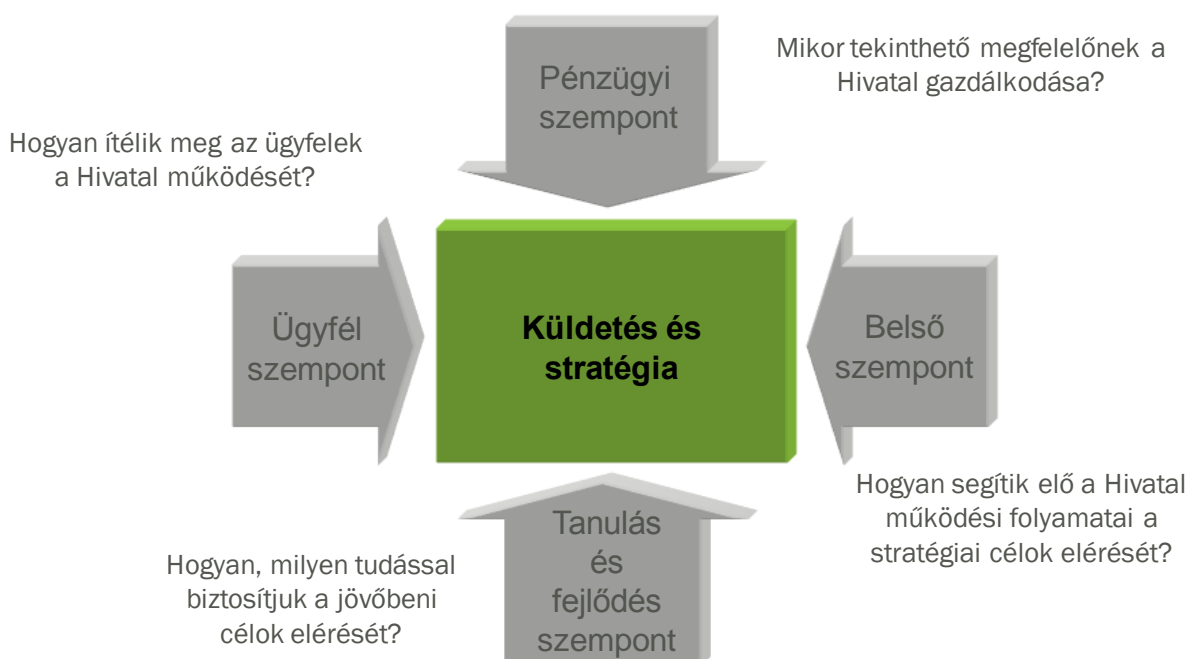 Pénzügyi
szempont
Mikor tekinthető megfelelőnek a
Hivatal gazdálkodása?
Hogyan ítélik meg az ügyfelek
a Hivatal működését?
Ügyfél
szempont
Küldetés és
stratégia
Belső
szempont
Hogyan segítik elő a Hivatal
működési folyamatai a
stratégiai célok elérését?
Tanulás
és
fejlődés
szempont
Hogyan, milyen tudással
biztosítjuk a jövőbeni
célok elérését?